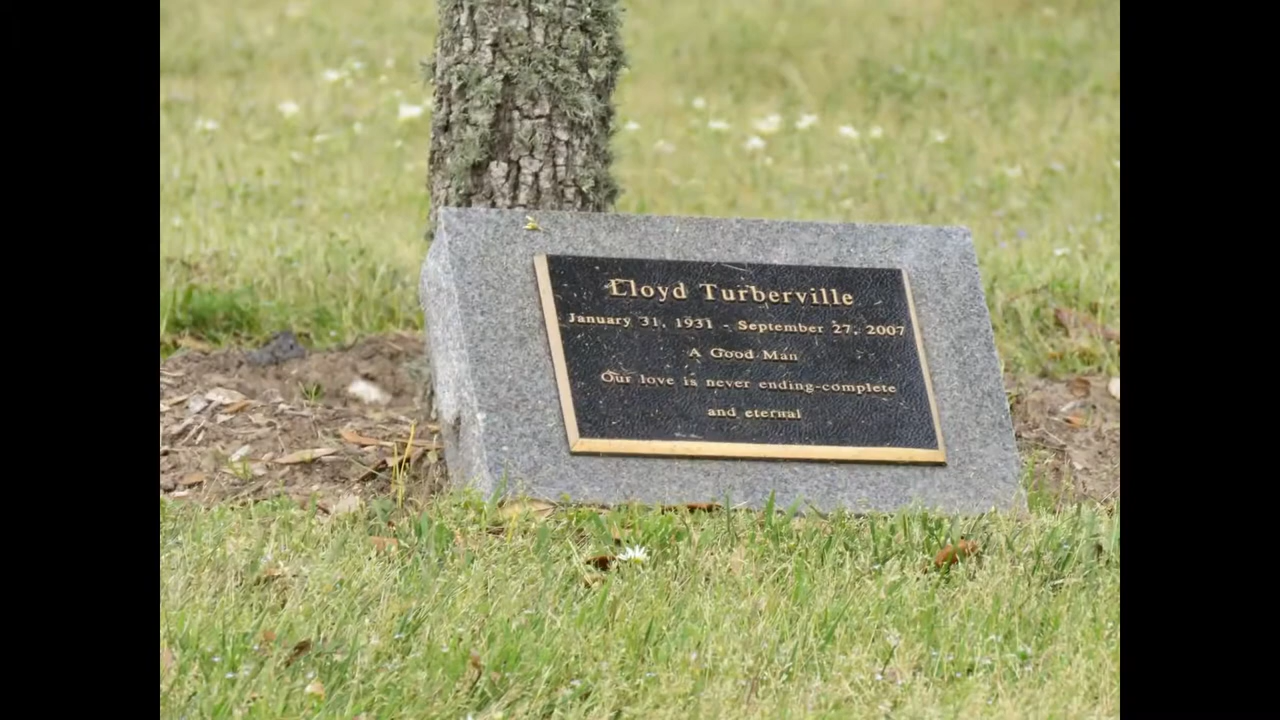 Lloyd Turberville
January 31, 1931 - September 27, 2007
A Good Man
Our love is never ending-complete
and eternal